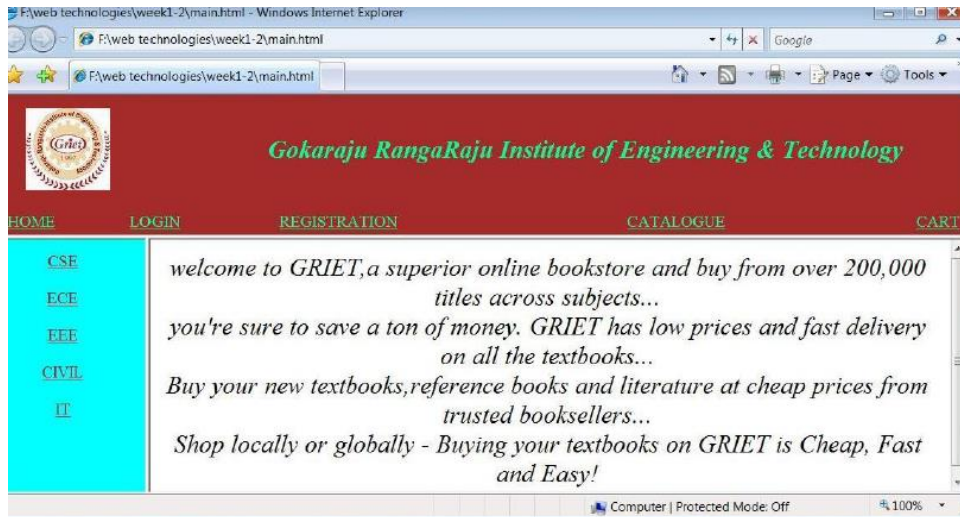 F:\web technologies\week1-2\main.html - Windows Internet Explorer
F:\web technologies\week1-2\main.html Google
F:\web technologies\week1-2\main.html Page Tools
Griet
1997
Gokaraju RangaRaju Institute of Engineering & Technology
HOME LOGIN REGISTRATION CATALOGUE CART
CSE
ECE
EEE
CIVIL
IT
welcome to GRIET,a superior online bookstore and buy from over 200,000
titles across subjects...
you're sure to save a ton of money. GRIET has low prices and fast delivery
on all the textbooks...
Buy your new textbooks,reference books and literature at cheap prices from
trusted booksellers...
Shop locally or globally - Buying your textbooks on GRIET is Cheap, Fast
and Easy!
Computer | Protected Mode: Off 100%